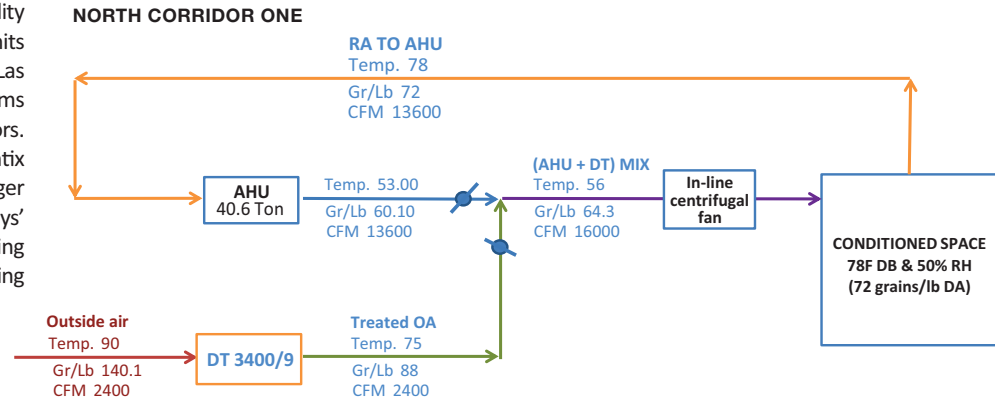 NORTH CORRIDOR ONE
RA TO AHU
Temp. 78
Gr/Lb 72
CFM 13600
AHU
40.6 Ton
Temp. 53.00
Gr/Lb 60.10
CFM 13600
(AHU + DT) MIX
Temp. 56
Gr/Lb 64.3
CFM 16000
In-line
centrifugal
fan
CONDITIONED SPACE
78F DB & 50% RH
(72 grains/lb DA)
Outside air
Temp. 90
Gr/Lb 140.1
CFM 2400
DT 3400/9
Treated OA
Temp. 75
Gr/Lb 88
CFM 2400